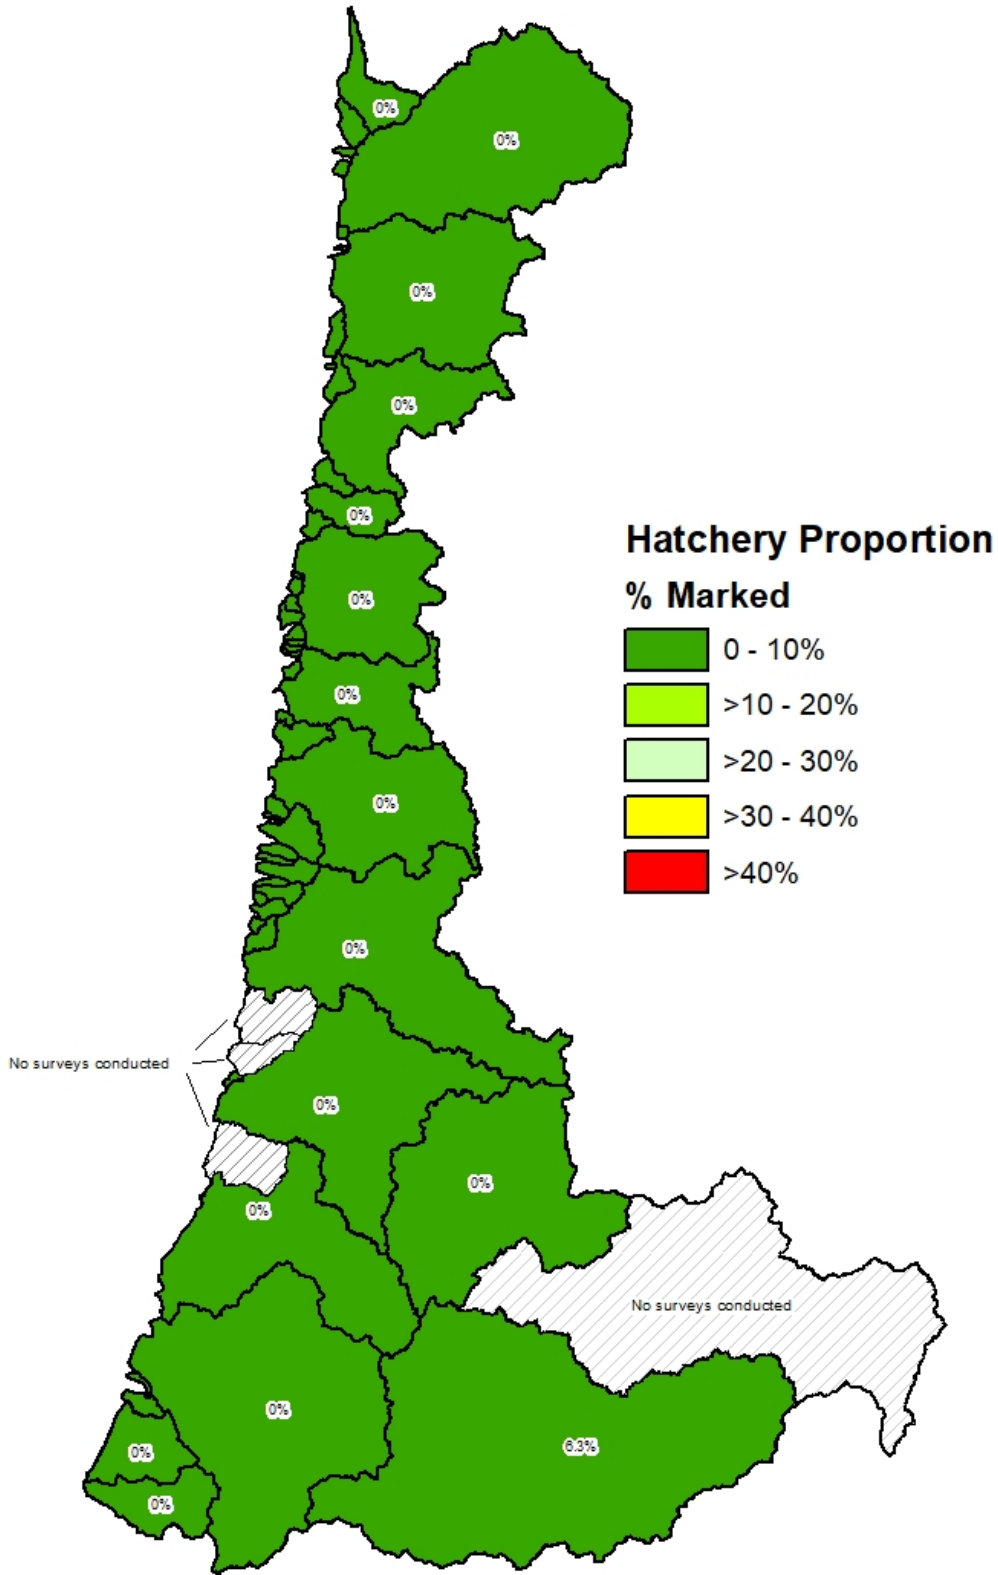 0%
0%
0%
0%
0%
Hatchery Proportion
% Marked
0 - 10%
>10 - 20%
>20 - 30%
>30 - 40%
>40%
0%
0%
0%
0%
No surveys conducted
0%
0%
0%
No surveys conducted
0%
6.3%
0%
0%